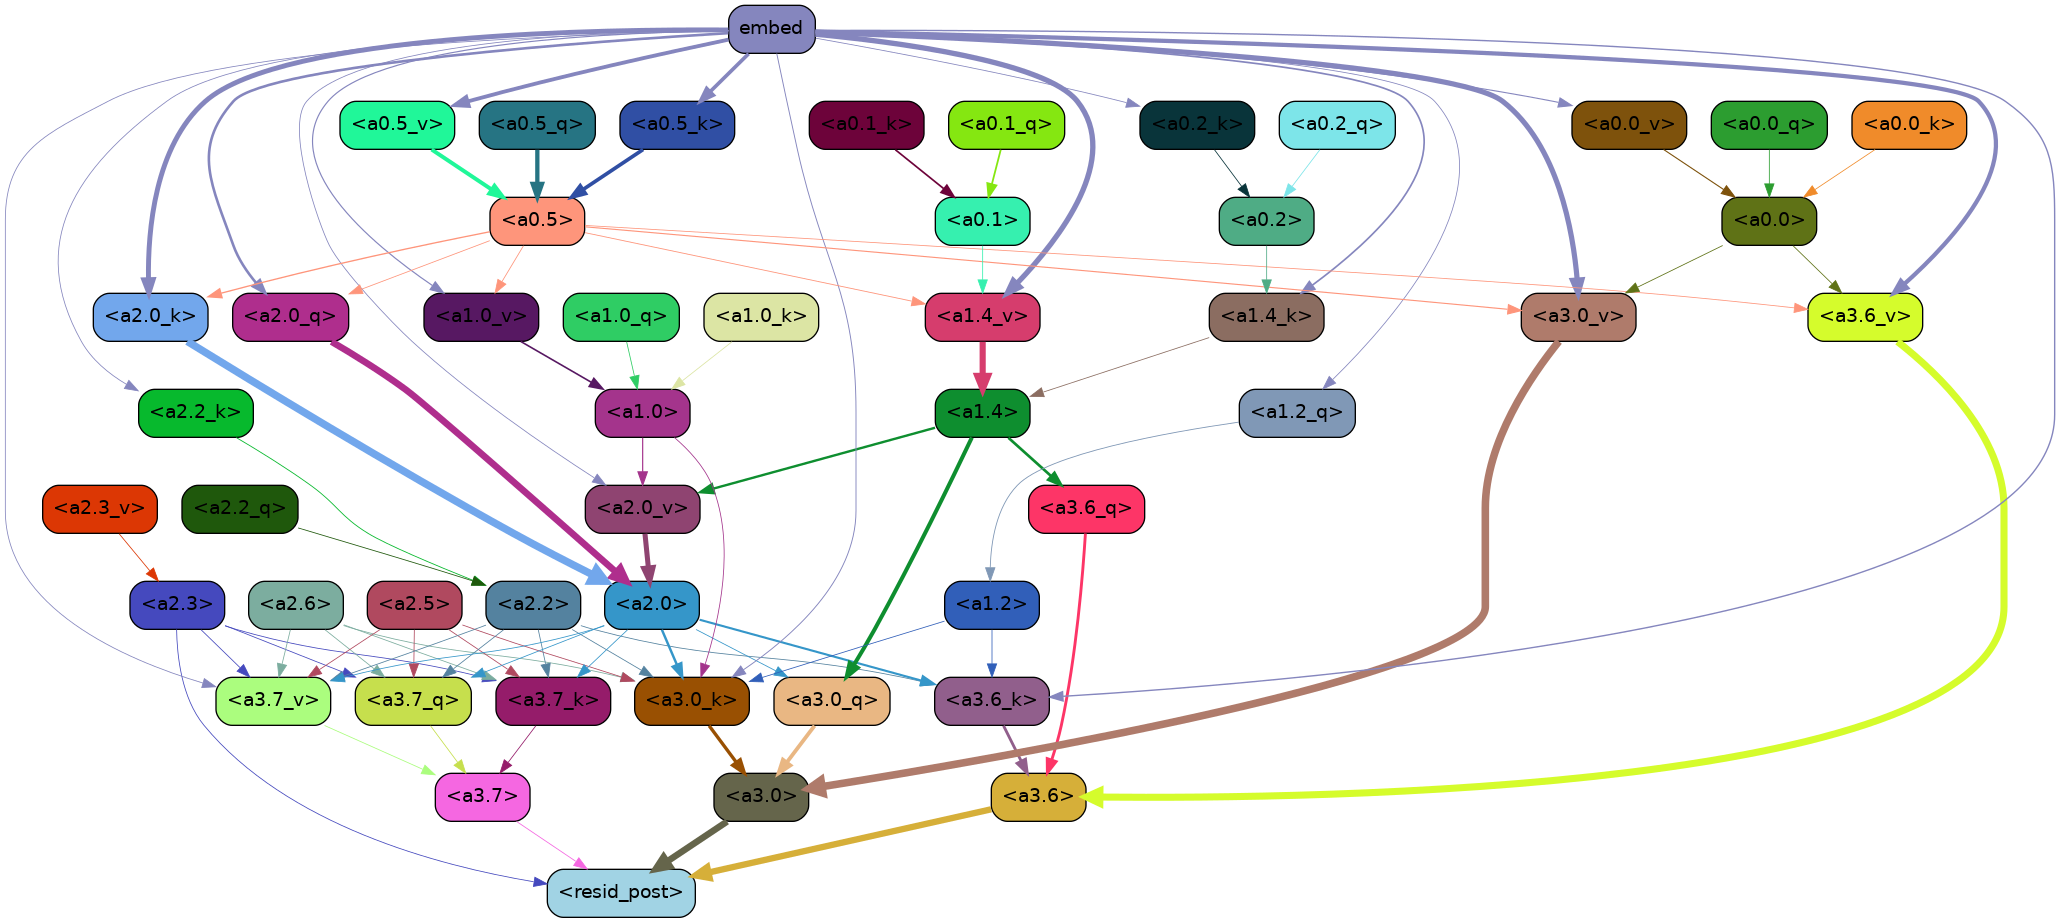 embed
<a0.5_v>
<a0.5_q>
<a0.5_k>
<a0.1_k>
<a0.1_q>
<a0.2_k>
<a0.2_q>
<a0.0_v>
<a0.0_q>
<a0.0_k>
<a0.5>
<a0.1>
<a0.2>
<a0.0>
<a2.0_k>
<a2.0_q>
<a1.0_v>
<a1.0_q>
<a1.0_k>
<a1.4_v>
<a1.4_k>
<a3.0_v>
<a3.6_v>
<a2.2_k>
<a1.0>
<a1.4>
<a1.2_q>
<a2.3_v>
<a2.2_q>
<a2.0_v>
<a3.6_q>
<a2.3>
<a2.6>
<a2.5>
<a2.2>
<a2.0>
<a1.2>
<a3.7_v>
<a3.7_q>
<a3.7_k>
<a3.0_k>
<a3.0_q>
<a3.6_k>
<a3.7>
<a3.0>
<a3.6>
<resid_post>